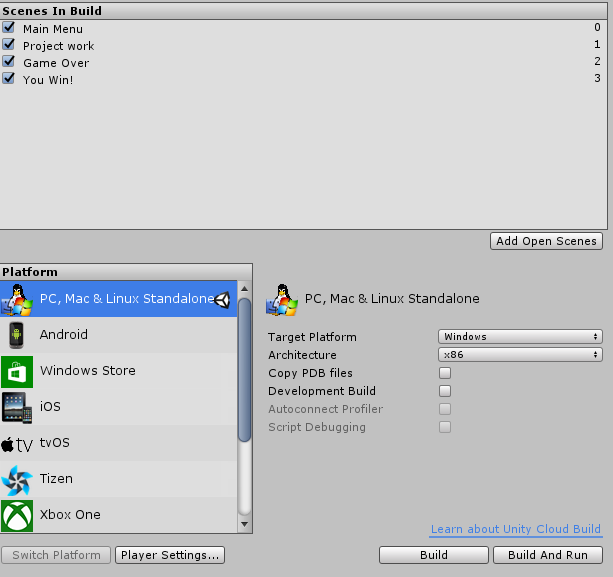 Scenes In Build
Main Menu 0
Project work 1
Game Over 2
You Win! 3
Add Open Scenes
Platform
PC, Mac & Linux Standalone
Android
Windows Store
iOS
tv tvOS
Tizen
Xbox One
PC, Mac & Linux Standalone
Target Platform Windows
Architecture x86
Copy PDB files
Development Build
Autoconnect Profiler
Script Debugging
Learn about Unity Cloud Build
Switch Platform Player Settings... Build Build And Run